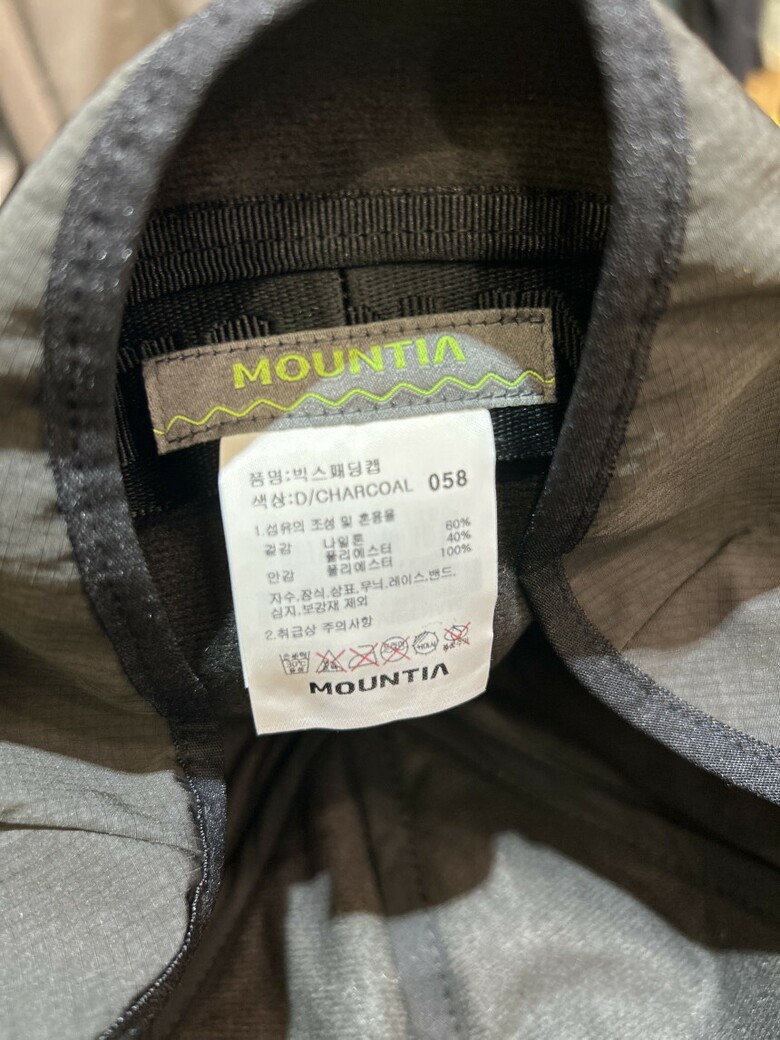 MOUNTIA
품명:빅스패딩캡
색상:D/CHARCOAL 058
1.섬유의 조성 및 혼용율
겉감 나일론 60%
폴리에스터 40%
안감 폴리에스터 100%
자수.장식.상표.무늬.레이스.밴드.
심지.보강재 제외
2.취급상 주의사항
MOUNTIA